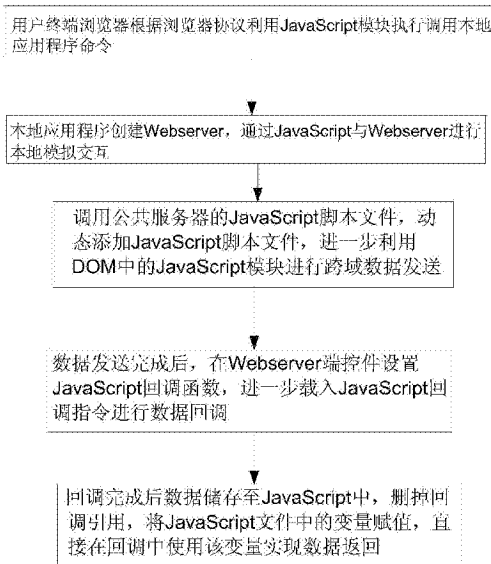 用户终端浏览器根据浏览器协议利用JavaScript模块执行调用本地
应用程序命令
本地应用程序创建Webserver，通过JavaScript与Webserver进行
本地模拟交互
调用公共服务器的JavaScript脚本文件，动
态添加JavaScript脚本文件，进一步利用
DOM中的JavaScript模块进行跨域数据发送
数据发送完成后，在Webserver端控件设置
JavaScript回调函数，进一步载入JavaScript回
调指令进行数据回调
回调完成后数据储存至JavaScript中，删掉回
调引用，将JavaScript文件中的变量赋值，直
接在回调中使用该变量实现数据返回